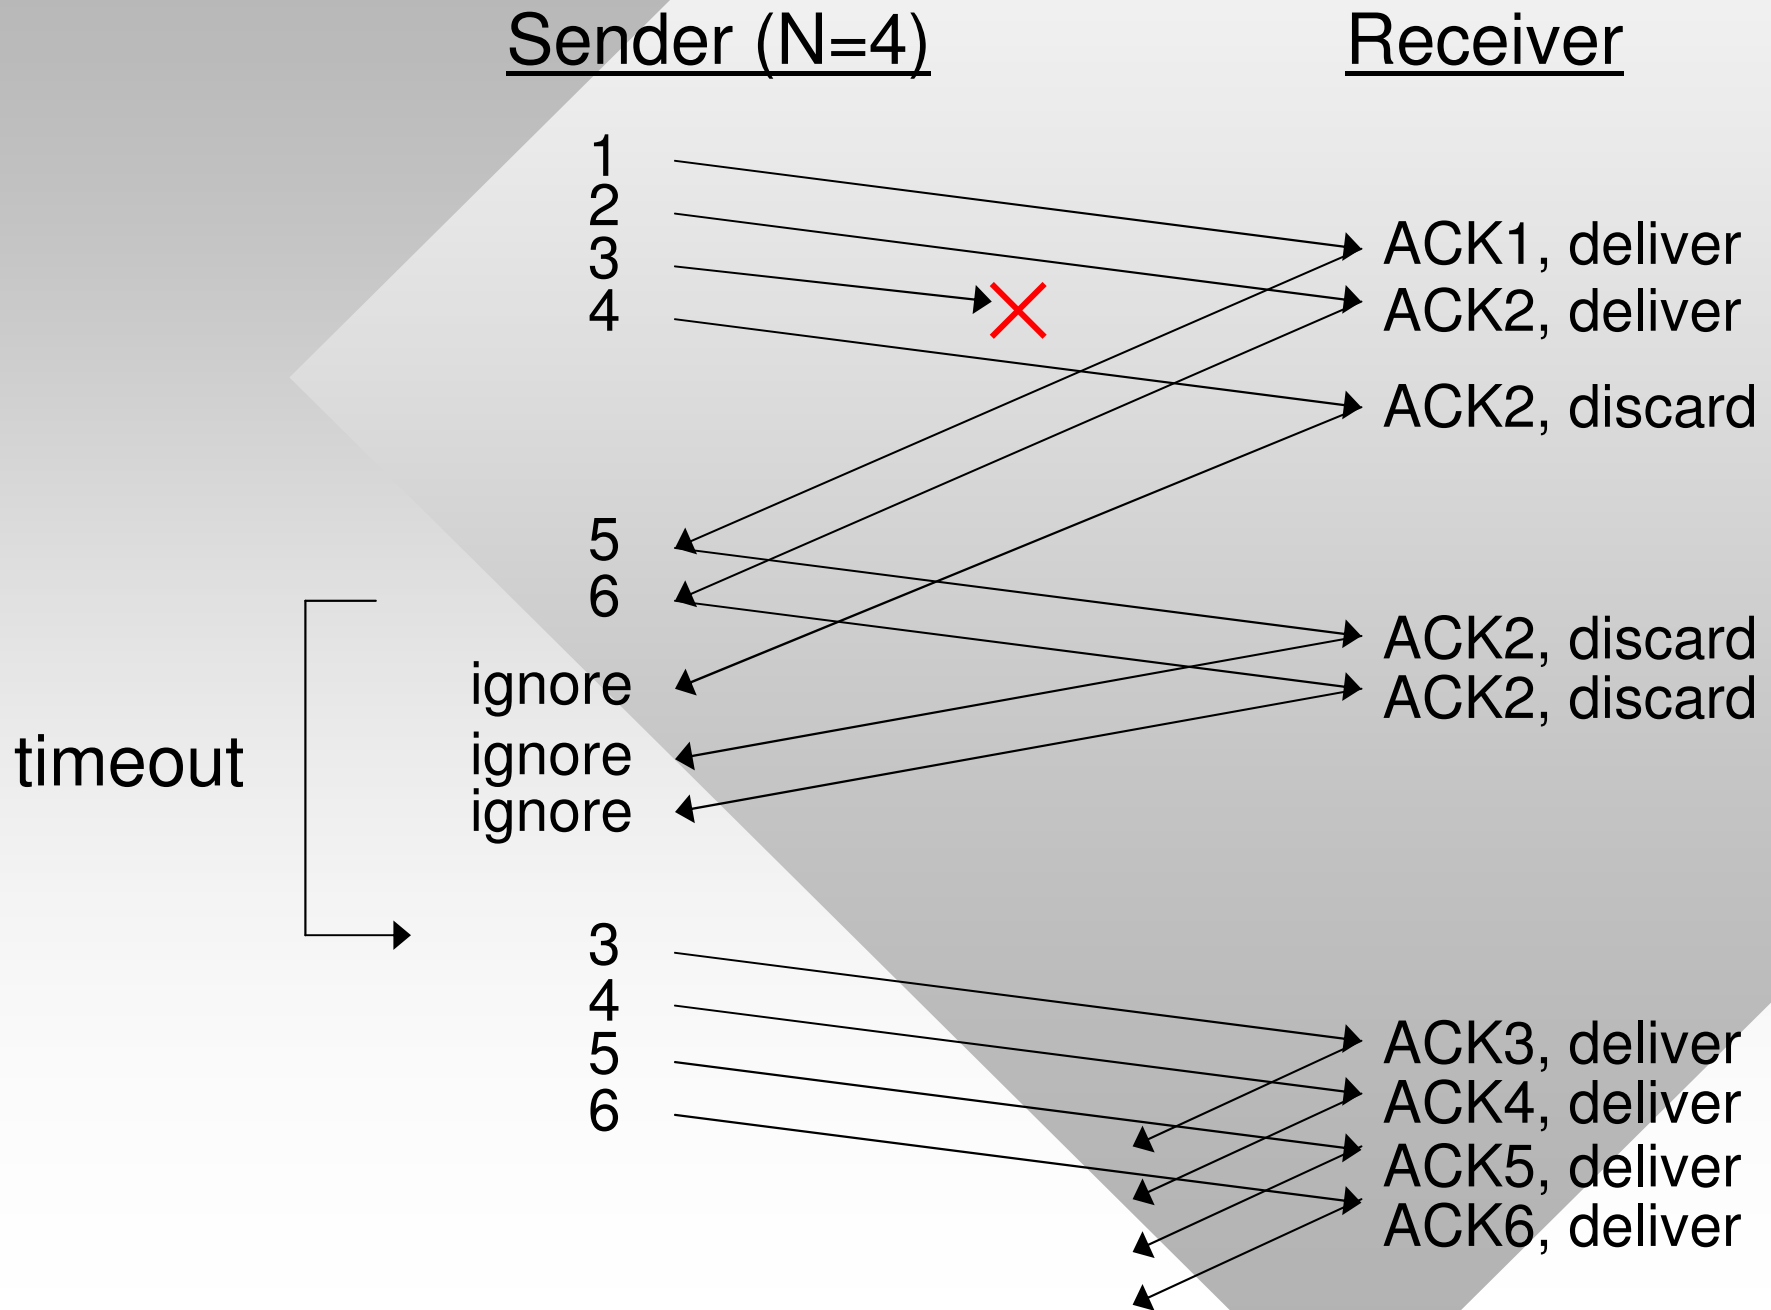 Sender (N=4) Receiver
1
2
ACK1, deliver
3
ACK2, deliver
4
ACK2, discard
5
6
ACK2, discard
ignore
ACK2, discard
timeout
ignore
ignore
3
4
ACK3, deliver
5
ACK4, deliver
6
ACK5, deliver
ACK6, deliver